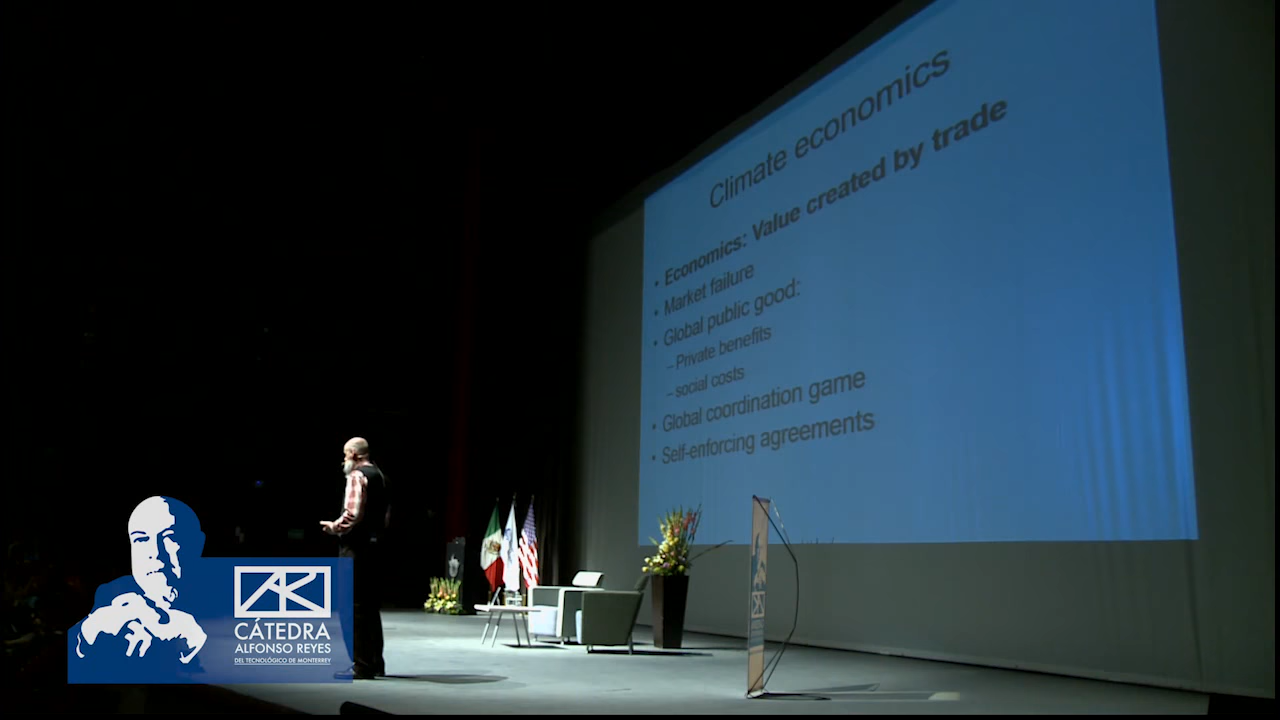 Climate economics
• Economics: Value created by trade
• Market failure
• Global public good:
– Private benefits
– social costs
• Global coordination game
• Self-enforcing agreements
CÁTEDRA
ALFONSO REYES
DEL TECNOLÓGICO DE MONTERREY